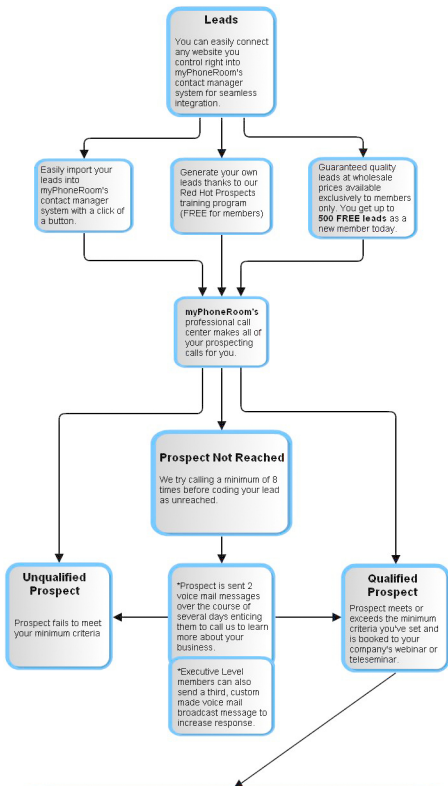 Leads
You can easily connect
any website you
control right into
myPhoneRoom's
contact manager
system for seamless
integration.
Easily import your
leads into
myPhoneRoom's
contact manager
system with a click of
a button.
Generate your own
leads thanks to our
Red Hot Prospects
training program
(FREE for members)
Guaranteed quality
leads at wholesale
prices available
exclusively to members
only. You get up to
500 FREE leads as a
new member today.
myPhoneRoom's
professional call
center makes all of
your prospecting
calls for you.
Prospect Not Reached
We try calling a minimum of 8
times before coding your lead
as unreached.
Unqualified
Prospect
Prospect fails to meet
your minimum criteria
*Prospect is sent 2
voice mail messages
over the course of
several days enticing
them to call us to learn
more about your
business.
*Executive Level
members can also
send a third, custom
made voice mail
broadcast message to
increase response.
Qualified
Prospect
Prospect meets or
exceeds the minimum
criteria you've set and
is booked to your
company's webinar or
teleseminar.